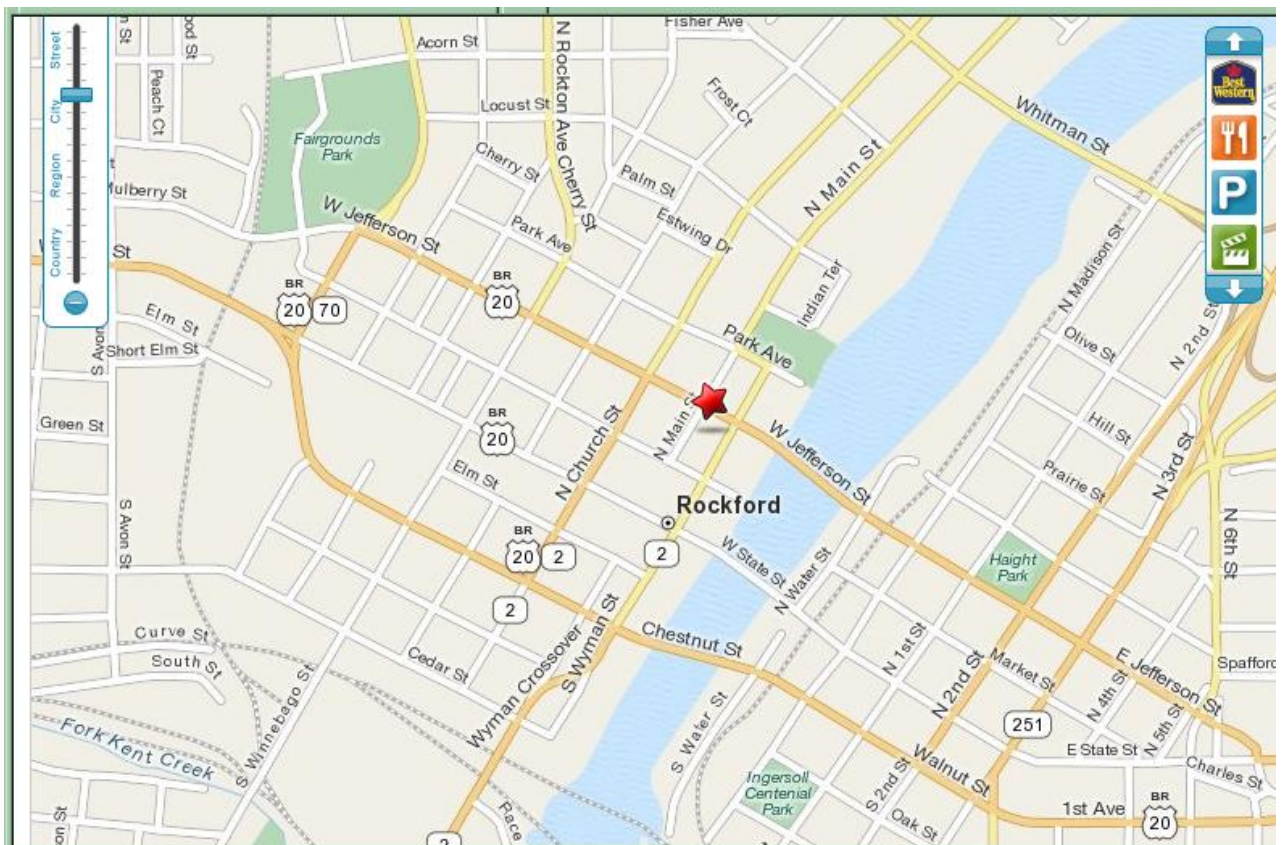 Street
City
Region
Country
Fisher Ave
Acorn St
N Rockton Ave
Cherry St
Locust St
Frost Ct
Peach Ct
Whitman St
Best
Western
P
Fairgrounds
Park
Cherry St
Palm St
N Main St
Mulberry St
W Jefferson St
Park Ave
Estwing Dr
N Madison St
Indian Ter
St
BR
20
70
BR
20
Elm St
Short Elm St
S Avon
Park Ave
Olive St
N 2nd St
Green St
BR
20
N Church St
N Main St
W Jefferson St
Hill St
N 3rd St
Prairie St
Elm St
Rockford
S Avon St
BR
20
2
2
W State St
N Water St
Haight
Park
N 6th St
2
Curve St
South St
Cedar St
Wyman Crossover
S Wyman St
Chestnut St
N 1st St
Market St
E Jefferson St
Spafford
N 2nd St
N 4th St
N 5th St
S Winnebago St
Fork Kent Creek
S Water St
251
E State St
Charles St
Walnut St
Ingersoll
Centenial
Park
S 2nd St
Oak St
1st Ave
BR
20
Race
2